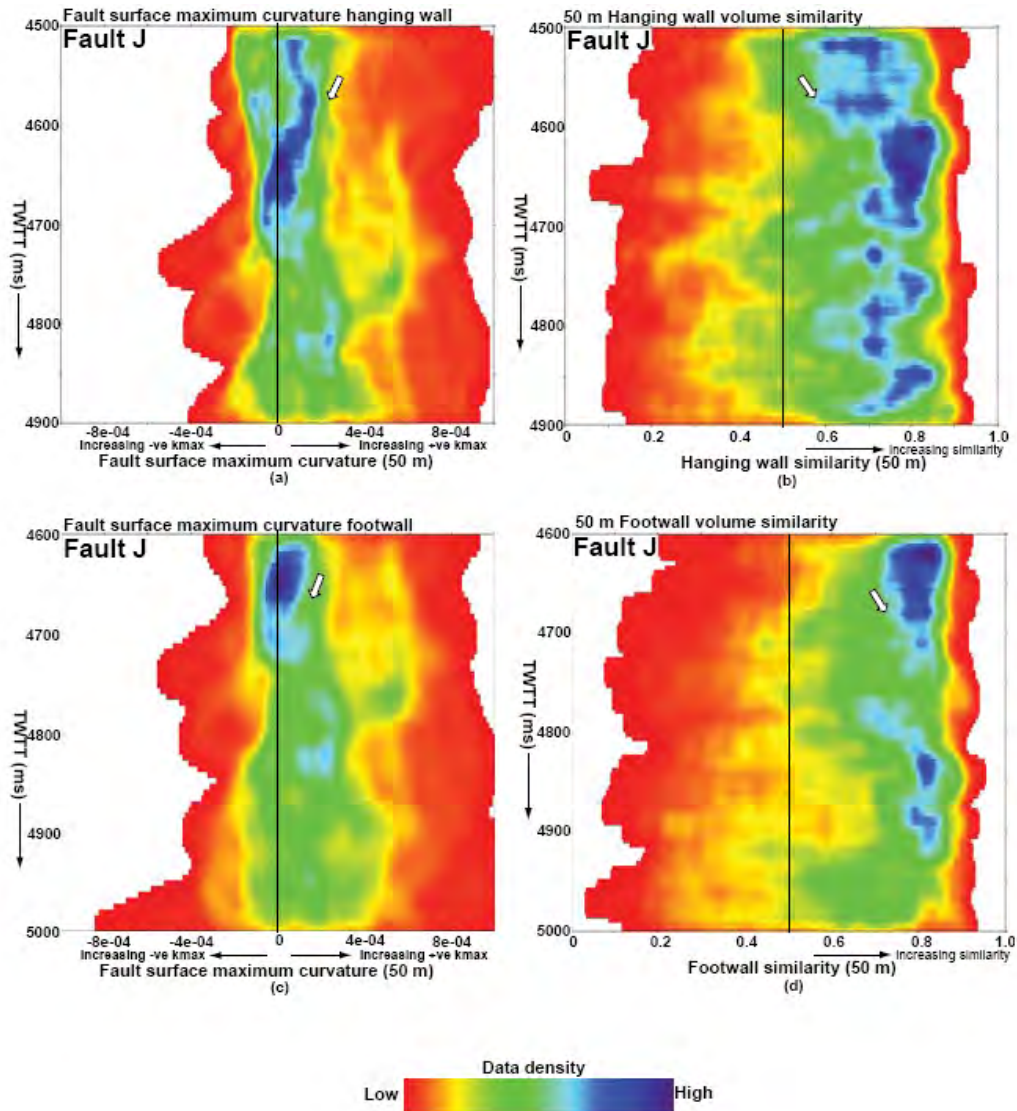 Fault surface maximum curvature hanging wall
Fault J
4500
4600
4700
4800
4900
TWTT (ms)
-8e-04 -4e-04 0 4e-04 8e-04
Increasing -ve kmax Increasing +ve kmax
Fault surface maximum curvature (50 m)
(a)
50 m Hanging wall volume similarity
Fault J
4500
4600
4700
4800
4900
TWTT (ms)
0 0.2 0.4 0.6 0.8 1.0
Increasing similarity
Hanging wall similarity (50 m)
(b)
Fault surface maximum curvature footwall
Fault J
4600
4700
4800
4900
5000
TWTT (ms)
-8e-04 -4e-04 0 4e-04 8e-04
Increasing -ve kmax Increasing +ve kmax
Fault surface maximum curvature (50 m)
(c)
50 m Footwall volume similarity
Fault J
4600
4700
4800
4900
5000
TWTT (ms)
0 0.2 0.4 0.6 0.8 1.0
Increasing similarity
Footwall similarity (50 m)
(d)
Data density
Low High